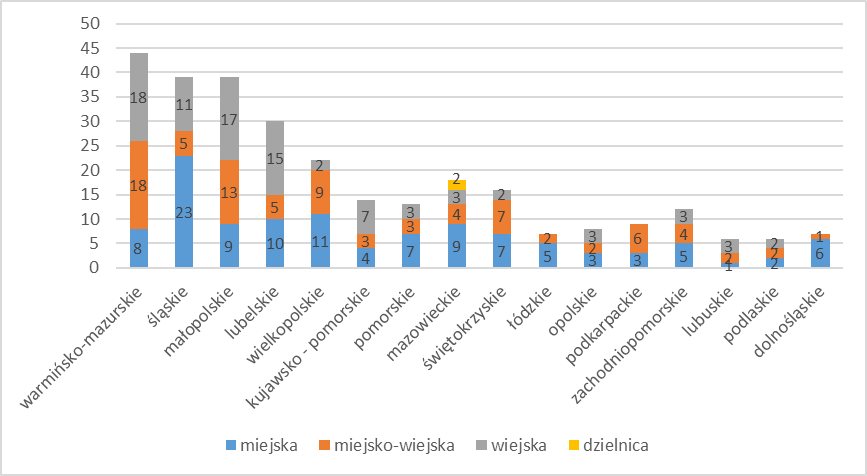 50
45
40
35
30
25
20
15
10
5
0
18 18 8
11 5 23
17 13 9
15 5 10
2 9 11
7 3 4
3 3 7
2 3 4 9
2 7 7
2 5
3 2 3
6 3
3 4 5
3 2 1
2 2 2
1 6
warmińsko-mazurskie
śląskie
małopolskie
lubelskie
wielkopolskie
kujawsko - pomorskie
pomorskie
mazowieckie
świętokrzyskie
łódzkie
opolskie
podkarpackie
zachodniopomorskie
lubuskie
podlaskie
dolnośląskie
miejska miejsko-wiejska wiejska dzielnica